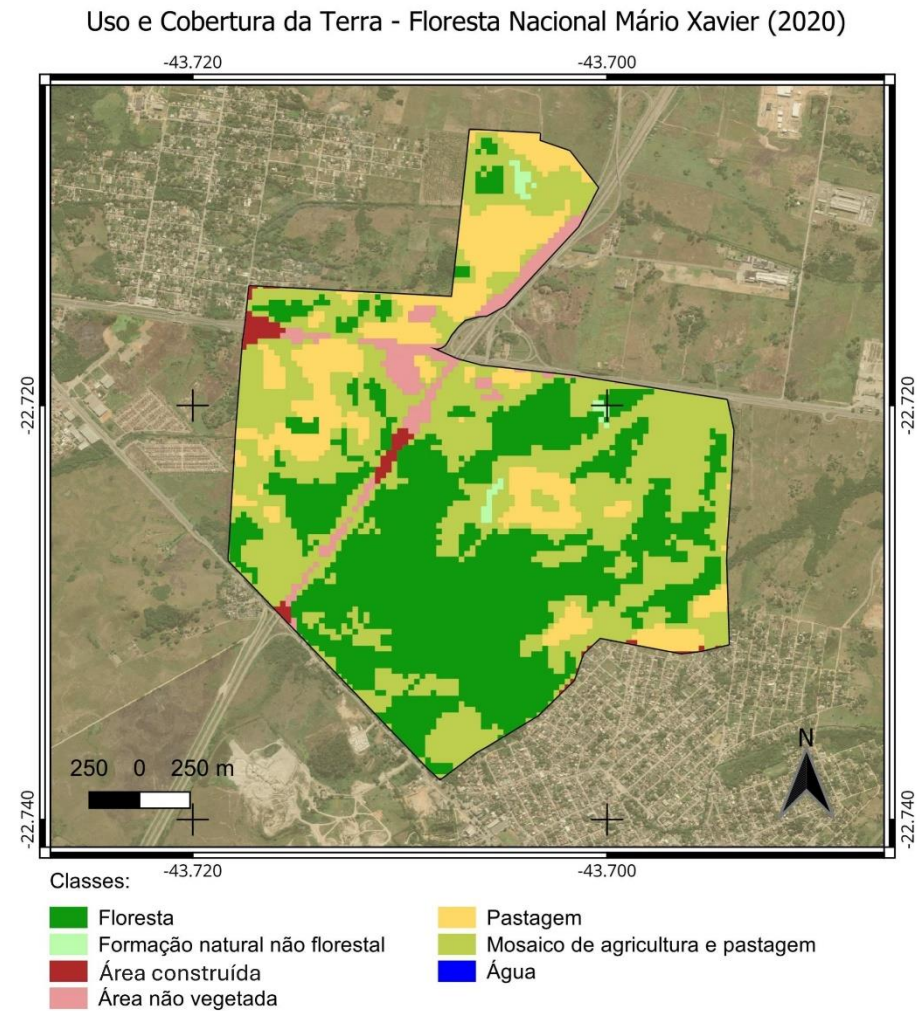 Uso e Cobertura da Terra - Floresta Nacional Mário Xavier (2020)
-43.720 -43.700
-22.720 -22.720
N
250 0 250 m
-22.740 -22.740
-43.720 -43.700
Classes:
Floresta
Formação natural não florestal
Área construída
Área não vegetada
Pastagem
Mosaico de agricultura e pastagem
Água